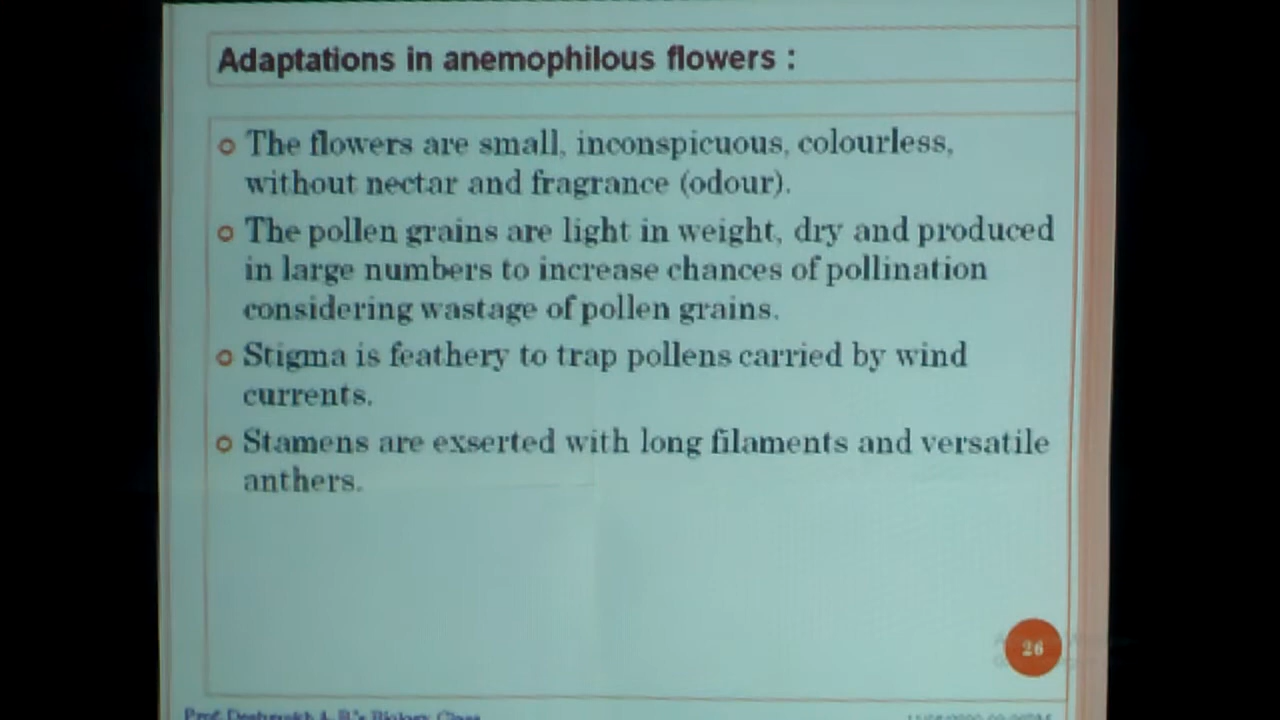 Adaptations in anemophilous flowers :
The flowers are small, inconspicuous, colourless,
without nectar and fragrance (odour).
The pollen grains are light in weight, dry and produced
in large numbers to increase chances of pollination
considering wastage of pollen grains.
Stigma is feathery to trap pollens carried by wind
currents.
Stamens are exserted with long filaments and versatile
anthers.
26
Biology Class